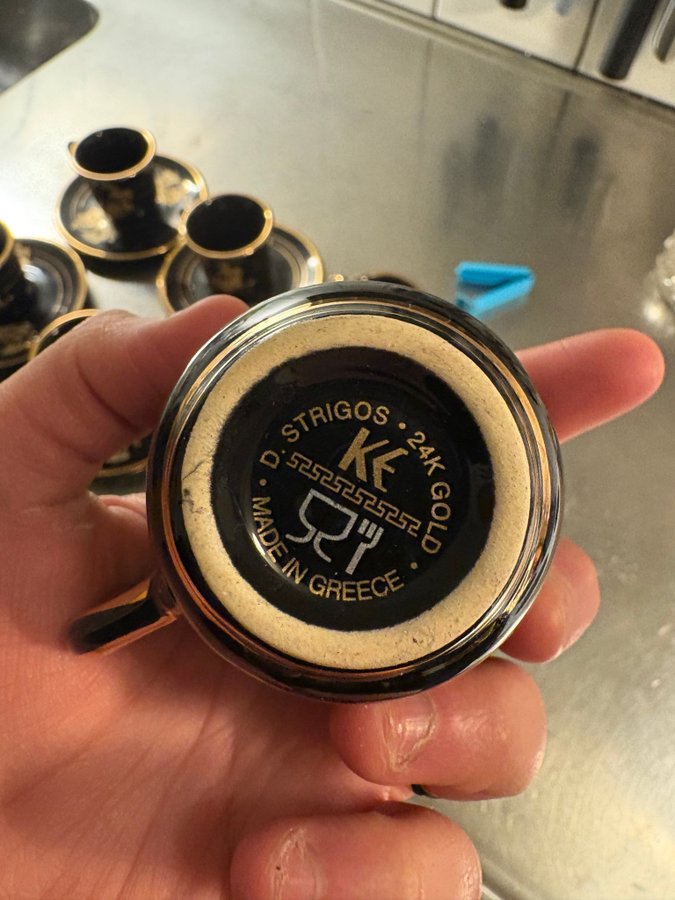 D. STRIGOS • 24K GOLD •
KE
MADE IN GREECE •